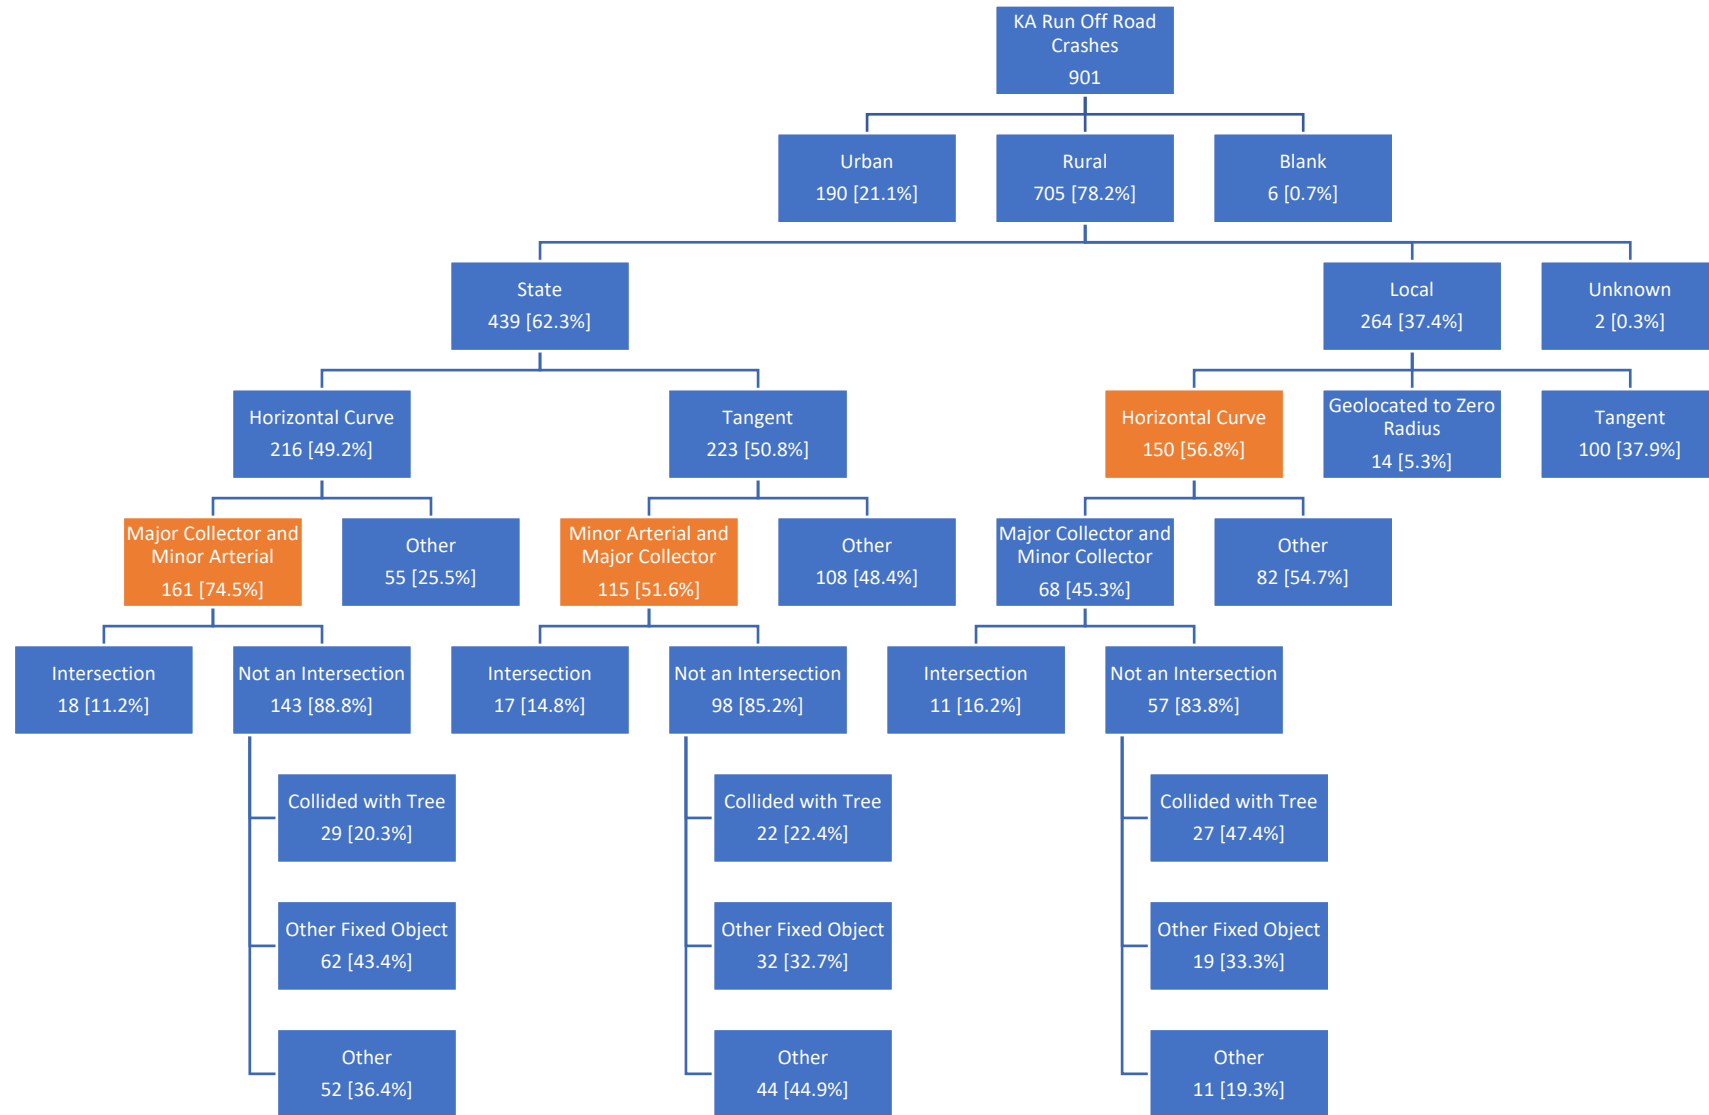 KA Run Off Road
Crashes
901
Urban
190 [21.1%]
Rural
705 [78.2%]
Blank
6 [0.7%]
State
439 [62.3%]
Local
264 [37.4%]
Unknown
2 [0.3%]
Horizontal Curve
216 [49.2%]
Tangent
223 [50.8%]
Horizontal Curve
150 [56.8%]
Geolocated to Zero
Radius
14 [5.3%]
Tangent
100 [37.9%]
Major Collector and
Minor Arterial
161 [74.5%]
Other
55 [25.5%]
Minor Arterial and
Major Collector
115 [51.6%]
Other
108 [48.4%]
Major Collector and
Minor Collector
68 [45.3%]
Other
82 [54.7%]
Intersection
18 [11.2%]
Not an Intersection
143 [88.8%]
Intersection
17 [14.8%]
Not an Intersection
98 [85.2%]
Intersection
11 [16.2%]
Not an Intersection
57 [83.8%]
Collided with Tree
29 [20.3%]
Collided with Tree
22 [22.4%]
Collided with Tree
27 [47.4%]
Other Fixed Object
62 [43.4%]
Other Fixed Object
32 [32.7%]
Other Fixed Object
19 [33.3%]
Other
52 [36.4%]
Other
44 [44.9%]
Other
11 [19.3%]